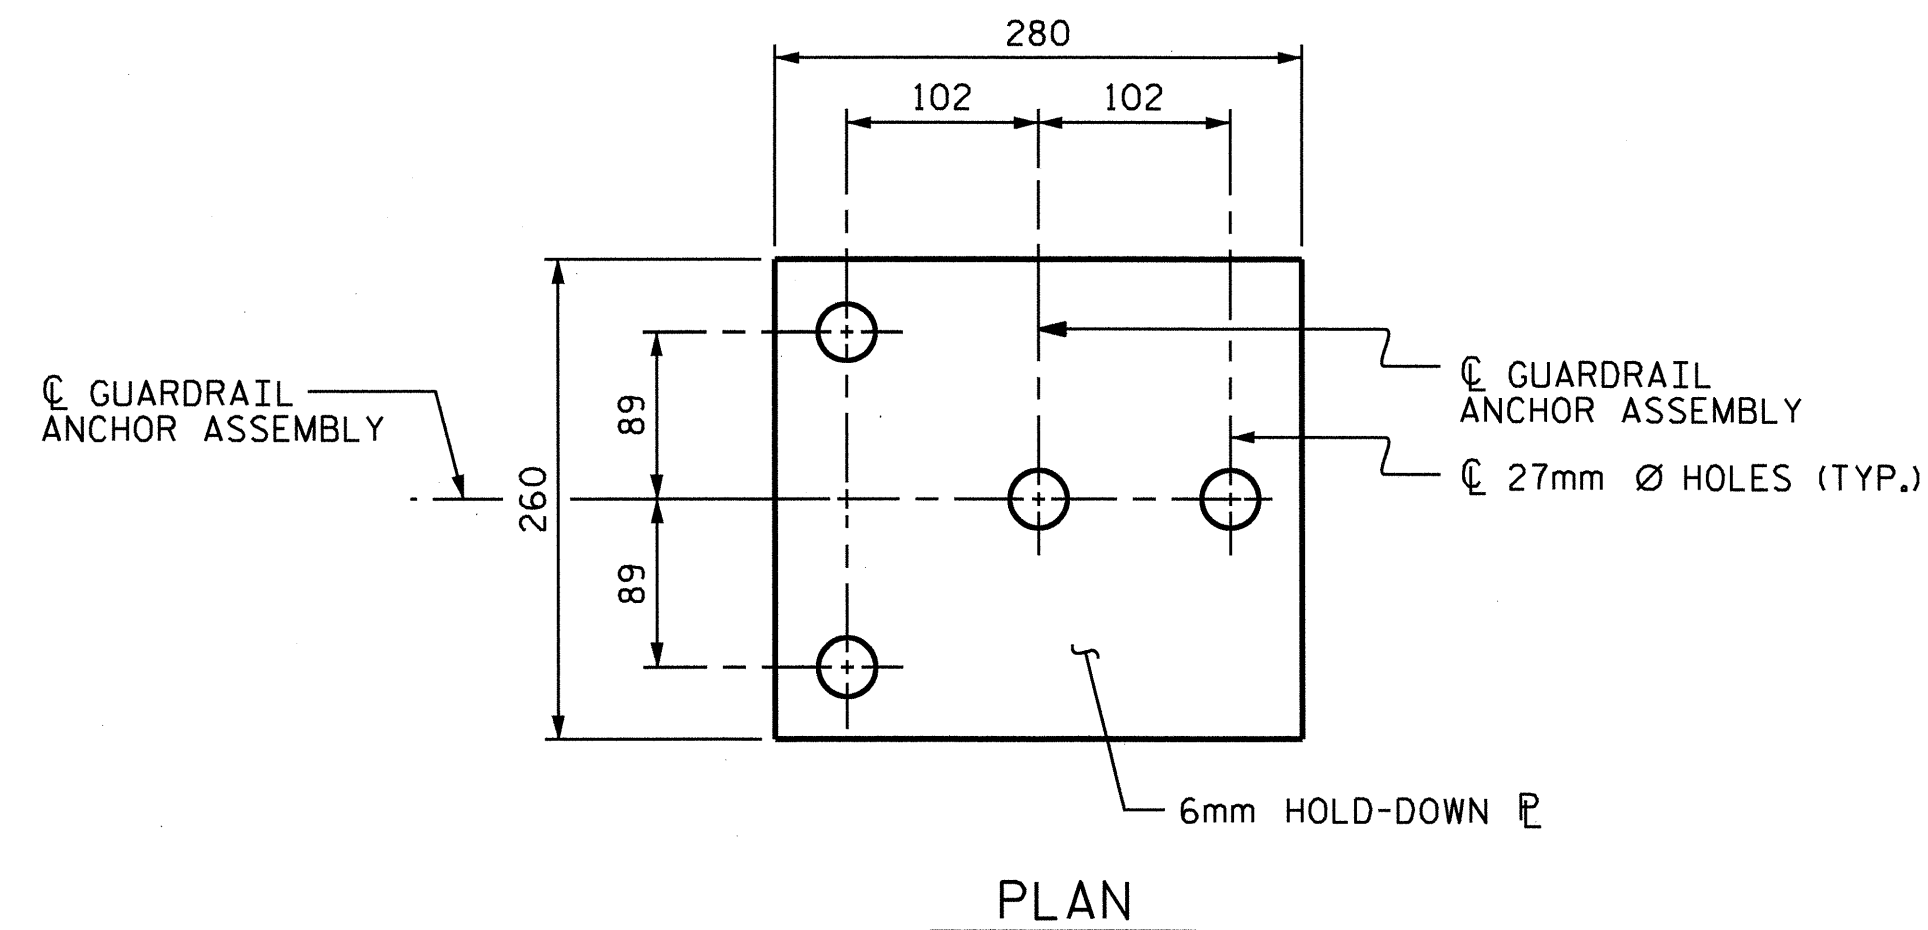 280
102 102
℄ GUARDRAIL
ANCHOR ASSEMBLY
89
260
89
℄ GUARDRAIL
ANCHOR ASSEMBLY
℄ 27mm Ø HOLES (TYP.)
6mm HOLD-DOWN ⅊
PLAN